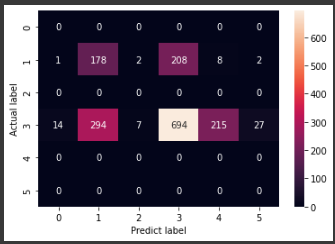 0 0 0 0 0 0 0
1 1 178 2 208 8 2
2 0 0 0 0 0 0
3 14 294 7 694 215 27
4 0 0 0 0 0 0
5 0 0 0 0 0 0
0 1 2 3 4 5
Actual label
Predict label
600
500
400
300
200
100
0